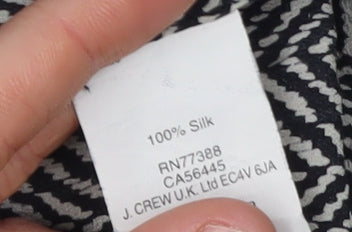 100% Silk
RN77388
CA56445
J. CREW U.K. Ltd EC4V 6JA